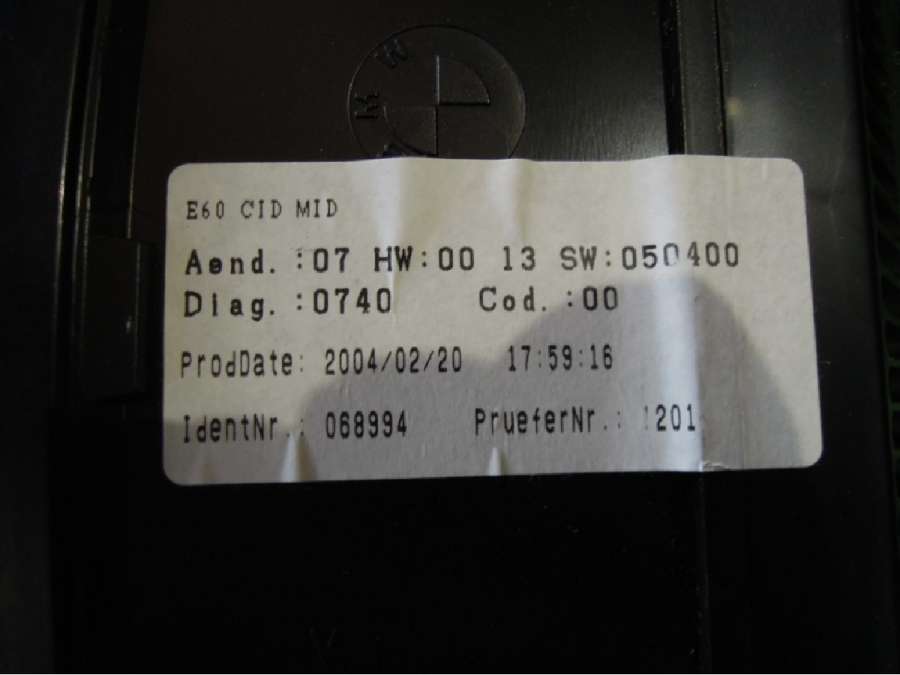 BMW
E60 CID MID
Aend. :07 HW:00 13 SW:050400
Diag. :0740 Cod. :00
ProdDate: 2004/02/20 17:59:16
IdentNr.: 068994 PrueferNr.: 1201